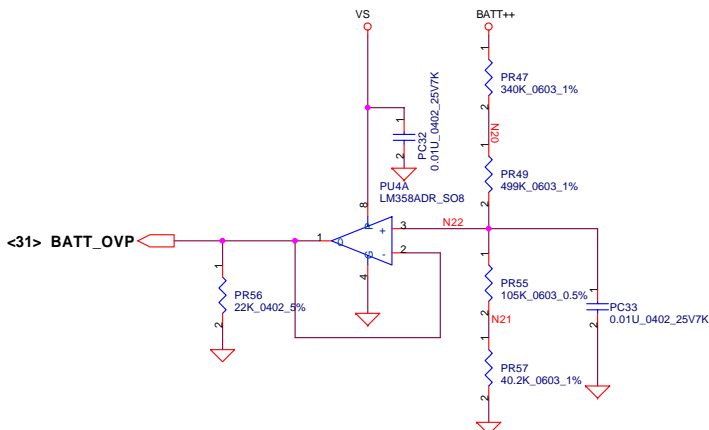 VS
BATT++
1
PR47
340K_0603_1%
2
N20
1
PR49
499K_0603_1%
2
1
2
PC32
0.01U_0402_25V7K
PU4A
LM358ADR_SO8
8
P
<31> BATT_OVP
1
0
+
3
N22
-
2
G
4
1
PR56
22K_0402_5%
2
1
PR55
105K_0603_0.5%
2
N21
1
PR57
40.2K_0603_1%
2
1
PC33
0.01U_0402_25V7K
2